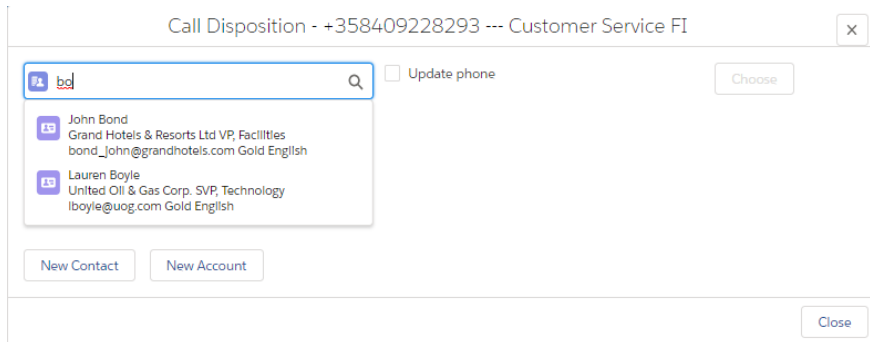 Call Disposition - +358409228293 --- Customer Service FI
bo
Update phone
Choose
John Bond
Grand Hotels & Resorts Ltd VP, Facilities
bond_john@grandhotels.com Gold English
Lauren Boyle
United Oil & Gas Corp. SVP, Technology
lboyle@uog.com Gold English
New Contact
New Account
Close